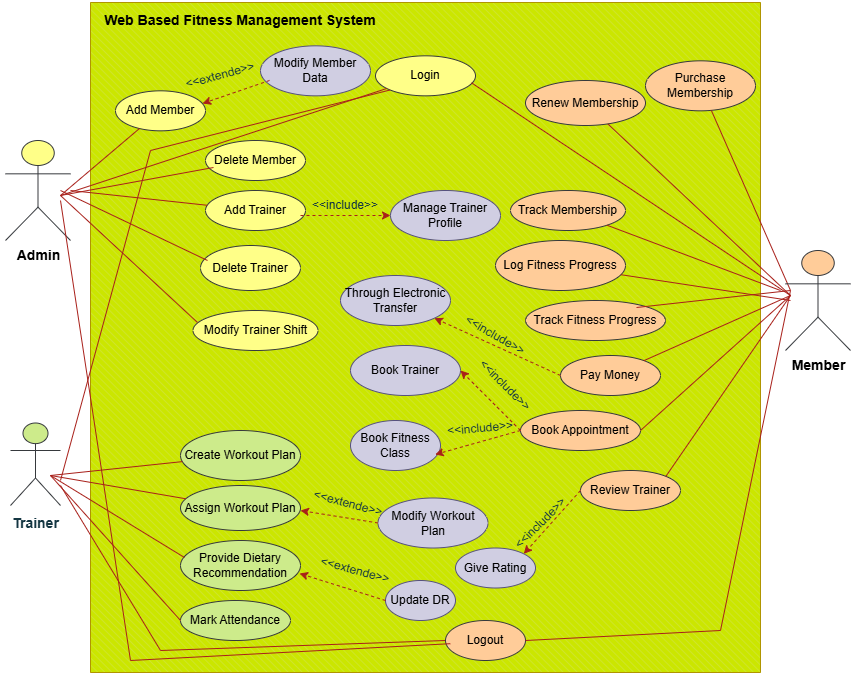 Web Based Fitness Management System
Modify Member
Data
<<extende>>
Login
Purchase
Membership
Renew Membership
Add Member
Delete Member
Add Trainer
<<include>>
Manage Trainer
Profile
Track Membership
Admin
Delete Trainer
Log Fitness Progress
Through Electronic
Transfer
Modify Trainer Shift
<<include>>
Track Fitness Progress
Member
Book Trainer
<<include>>
Pay Money
Book Fitness
Class
<<include>>
Book Appointment
Create Workout Plan
Review Trainer
Assign Workout Plan
<<extende>>
Modify Workout
Plan
<<include>>
Trainer
Provide Dietary
Recommendation
<<extende>>
Give Rating
Update DR
Mark Attendance
Logout